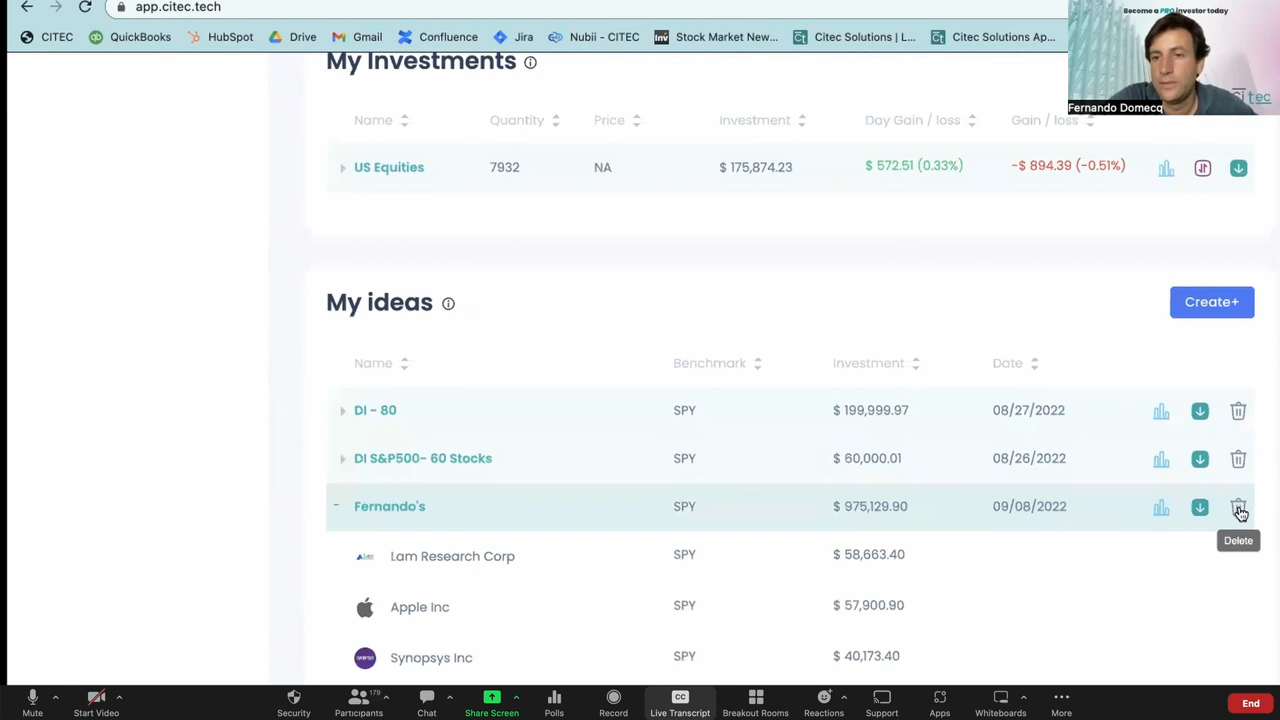 app.citec.tech
Become a PRO investor today
CITEC QuickBooks HubSpot Drive Gmail Confluence Jira Nubii - CITEC Stock Market New... Citec Solutions | L... Citec Solutions Ap...
citec
Fernando Domecq
My Investments
Name Quantity Price Investment Day Gain / loss Gain / loss
US Equities 7932 NA $ 175,874.23 $ 572.51 (0.33%) -$ 894.39 (-0.51%)
My ideas
Create+
Name Benchmark Investment Date
DI - 80 SPY $ 199,999.97 08/27/2022
DI S&P500- 60 Stocks SPY $ 60,000.01 08/26/2022
Fernando's SPY $ 975,129.90 09/08/2022
Delete
Lam Research Corp SPY $ 58,663.40
Apple Inc SPY $ 57,900.90
Synopsys Inc SPY $ 40,173.40
179
CC
Mute Start Video Security Participants Chat Share Screen Polls Record Live Transcript Breakout Rooms Reactions Support Apps Whiteboards More End